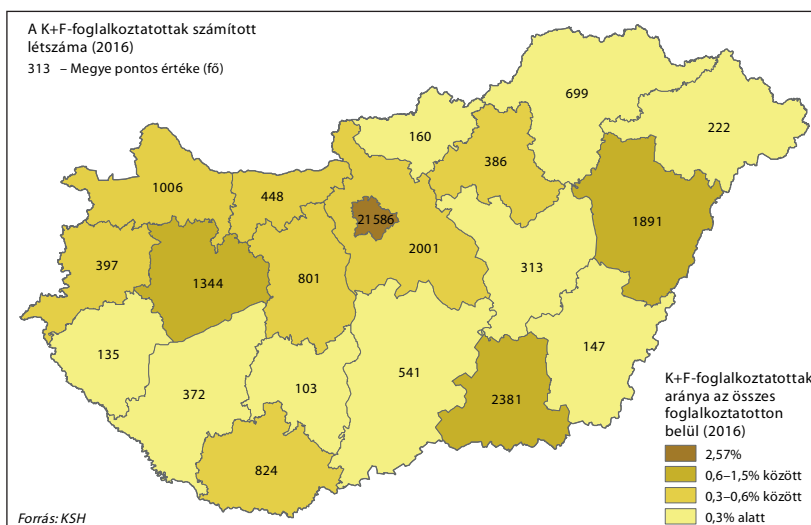 A K+F-foglalkoztatottak számított
létszáma (2016)
313 – Megye pontos értéke (fő)
699
222
160
386
1006
448
21586
1891
2001
397
1344
801
313
135
147
541
372
103
2381
824
K+F-foglalkoztatottak
aránya az összes
foglalkoztatotton
belül (2016)
2,57%
0,6–1,5% között
0,3–0,6% között
0,3% alatt
Forrás: KSH